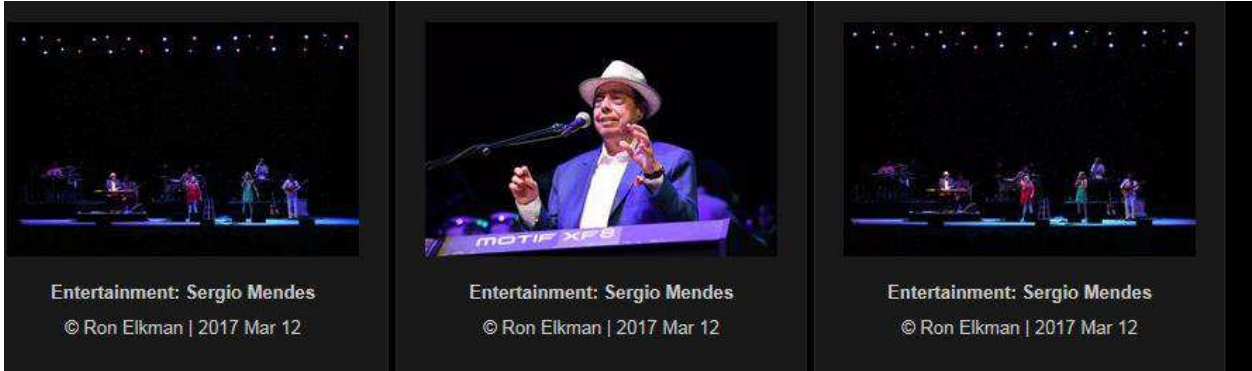 MOTIF XF8
Entertainment: Sergio Mendes
© Ron Elkman | 2017 Mar 12
Entertainment: Sergio Mendes
© Ron Elkman | 2017 Mar 12
Entertainment: Sergio Mendes
© Ron Elkman | 2017 Mar 12